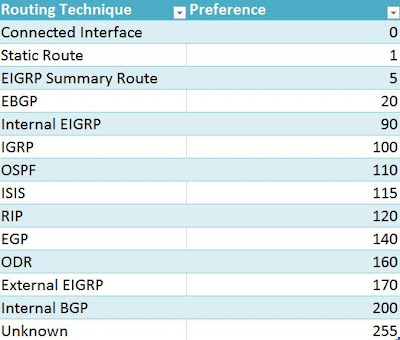 Routing Technique Preference
Connected Interface 0
Static Route 1
EIGRP Summary Route 5
EBGP 20
Internal EIGRP 90
IGRP 100
OSPF 110
ISIS 115
RIP 120
EGP 140
ODR 160
External EIGRP 170
Internal BGP 200
Unknown 255